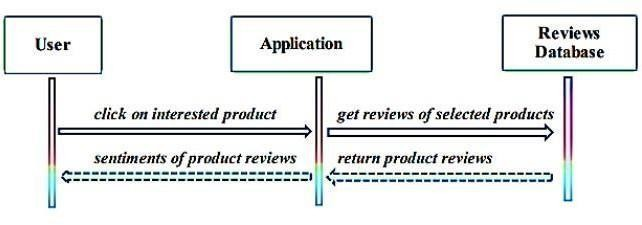 User
Application
Reviews
Database
click on interested product
get reviews of selected products
sentiments of product reviews
return product reviews